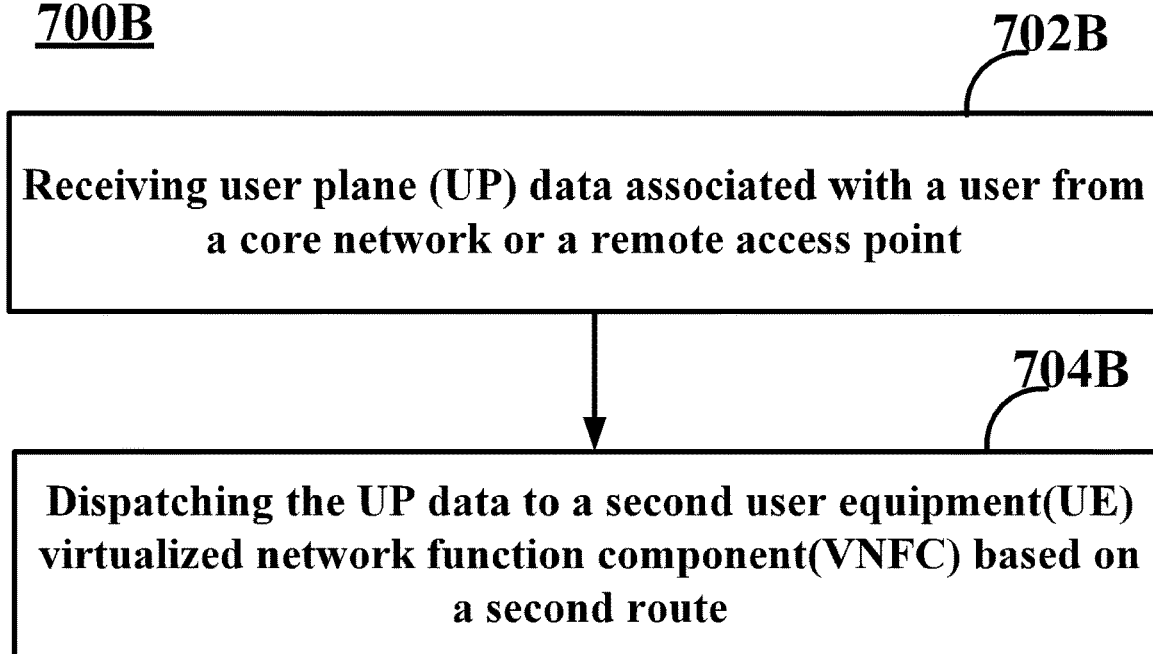 700B
702B
Receiving user plane (UP) data associated with a user from
a core network or a remote access point
704B
Dispatching the UP data to a second user equipment(UE)
virtualized network function component(VNFC) based on
a second route